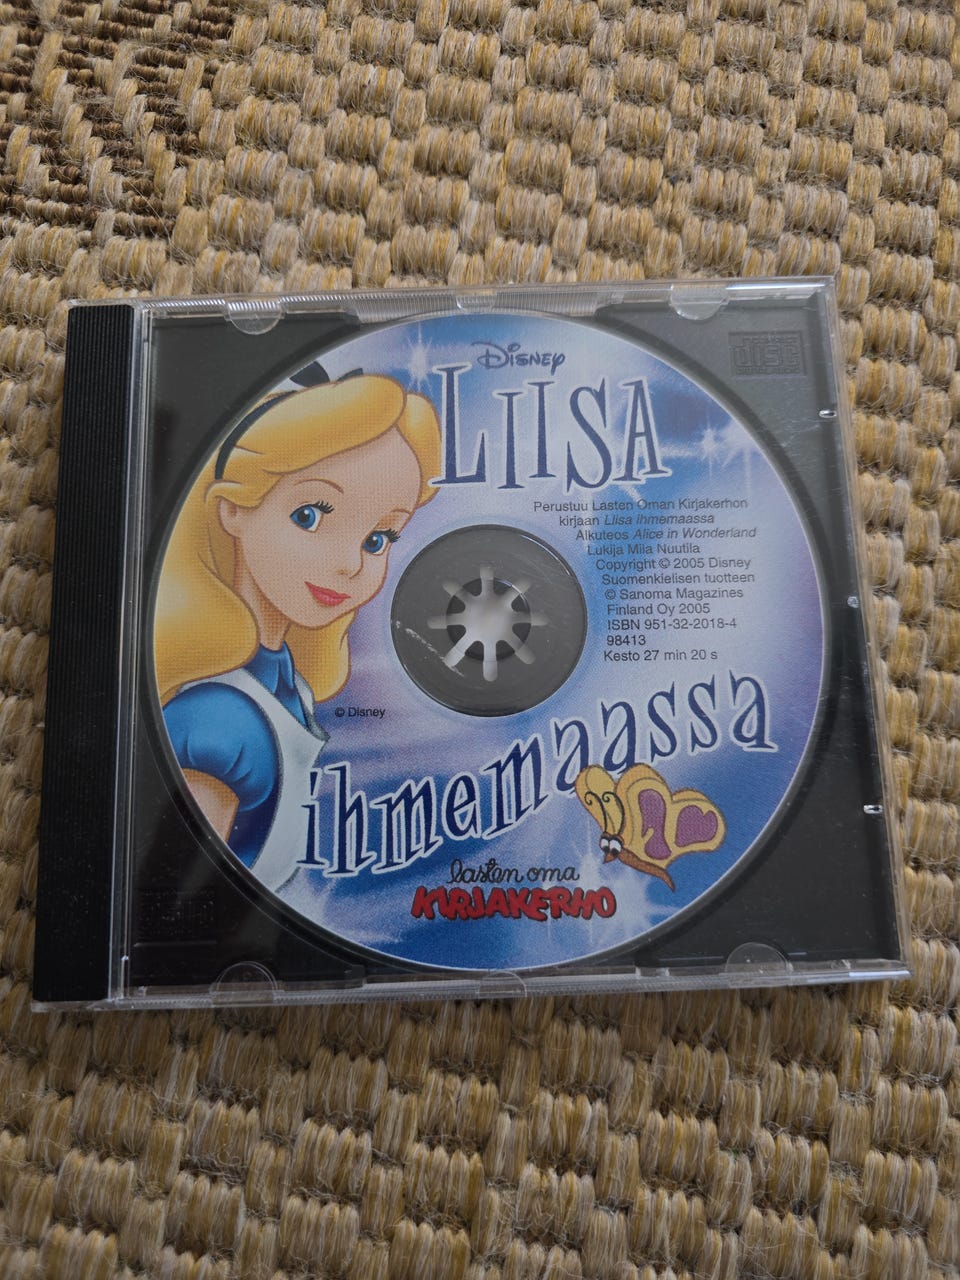 Disney
LIISA
Perustuu Lasten Oman Kirjakerhon
kirjaan Liisa ihmemaassa
Alkuteos Alice in Wonderland
Lukija Miia Nuutila
Copyright © 2005 Disney
Suomenkielisen tuotteen
© Sanoma Magazines
Finland Oy 2005
ISBN 951-32-2018-4
98413
Kesto 27 min 20 s
© Disney
ihmemaassa
lasten oma
KIRJAKERHO